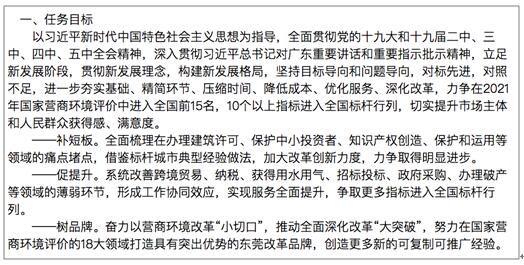 一、任务目标
以习近平新时代中国特色社会主义思想为指导，全面贯彻党的十九大和十九届二中、三
中、四中、五中全会精神，深入贯彻习近平总书记对广东重要讲话和重要指示批示精神，立足
新发展阶段，贯彻新发展理念，构建新发展格局，坚持目标导向和问题导向，对标先进，对照
不足，进一步夯实基础、精简环节、压缩时间、降低成本、优化服务、深化改革，力争在2021
年国家营商环境评价中进入全国前15名，10个以上指标进入全国标杆行列，切实提升市场主体
和人民群众获得感、满意度。
——补短板。全面梳理在办理建筑许可、保护中小投资者、知识产权创造、保护和运用等
领域的痛点堵点，借鉴标杆城市典型经验做法，加大改革创新力度，力争取得明显进步。
——促提升。系统改善跨境贸易、纳税、获得用水用气、招标投标、政府采购、办理破产
等领域的薄弱环节，形成工作协同效应，实现服务全面提升，争取更多指标进入全国标杆行
列。
——树品牌。奋力以营商环境改革“小切口”，推动全面深化改革“大突破”，努力在国家营
商环境评价的18大领域打造具有突出优势的东莞改革品牌，创造更多新的可复制可推广经验。